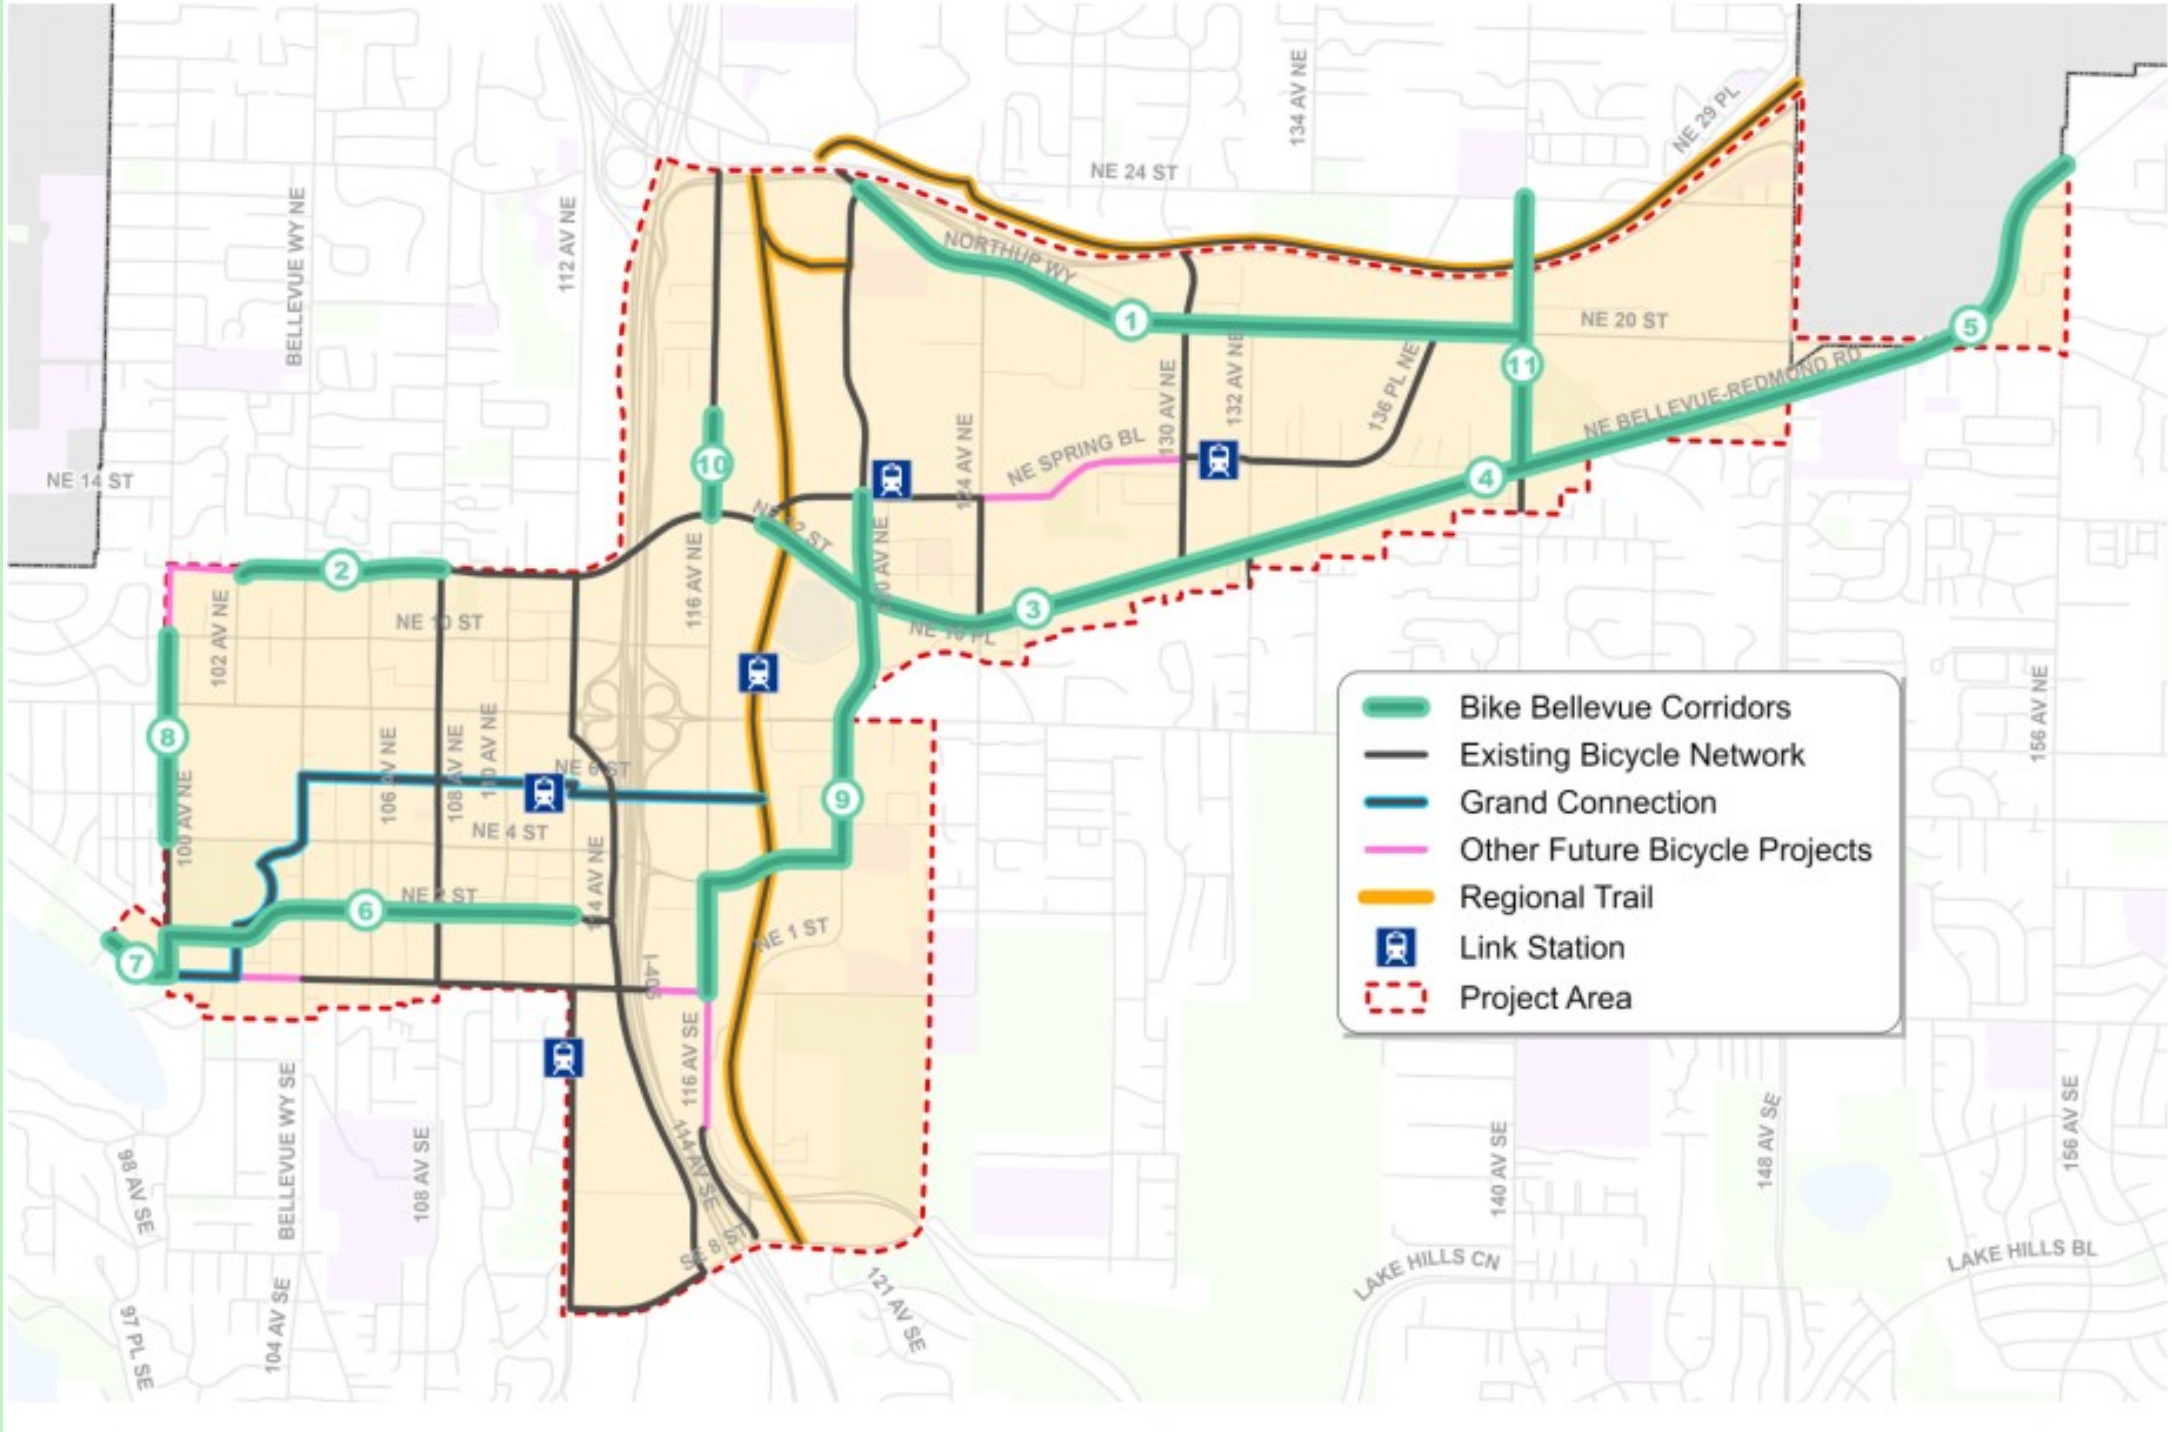 134 AV NE
NE 29 PL
NE 24 ST
BELLEVUE WY NE
112 AV NE
NORTHUP WY
1
NE 20 ST
5
11
NE BELLEVUE-REDMOND RD
130 AV NE
132 AV NE
136 PL NE
124 AV NE
NE SPRING BL
10
NE 14 ST
4
NE 12 ST
116 AV NE
2
102 AV NE
NE 10 ST
3
8
106 AV NE
108 AV NE
110 AV NE
NE 6 ST
9
100 AV NE
NE 4 ST
114 AV NE
NE 2 ST
6
NE 1 ST
7
I-405
116 AV SE
114 AV SE
SE 8 ST
BELLEVUE WY SE
108 AV SE
98 AV SE
97 PL SE
104 AV SE
121 AV SE
Bike Bellevue Corridors
Existing Bicycle Network
Grand Connection
Other Future Bicycle Projects
Regional Trail
Link Station
Project Area
156 AV NE
140 AV SE
148 AV SE
156 AV SE
LAKE HILLS CN
LAKE HILLS BL